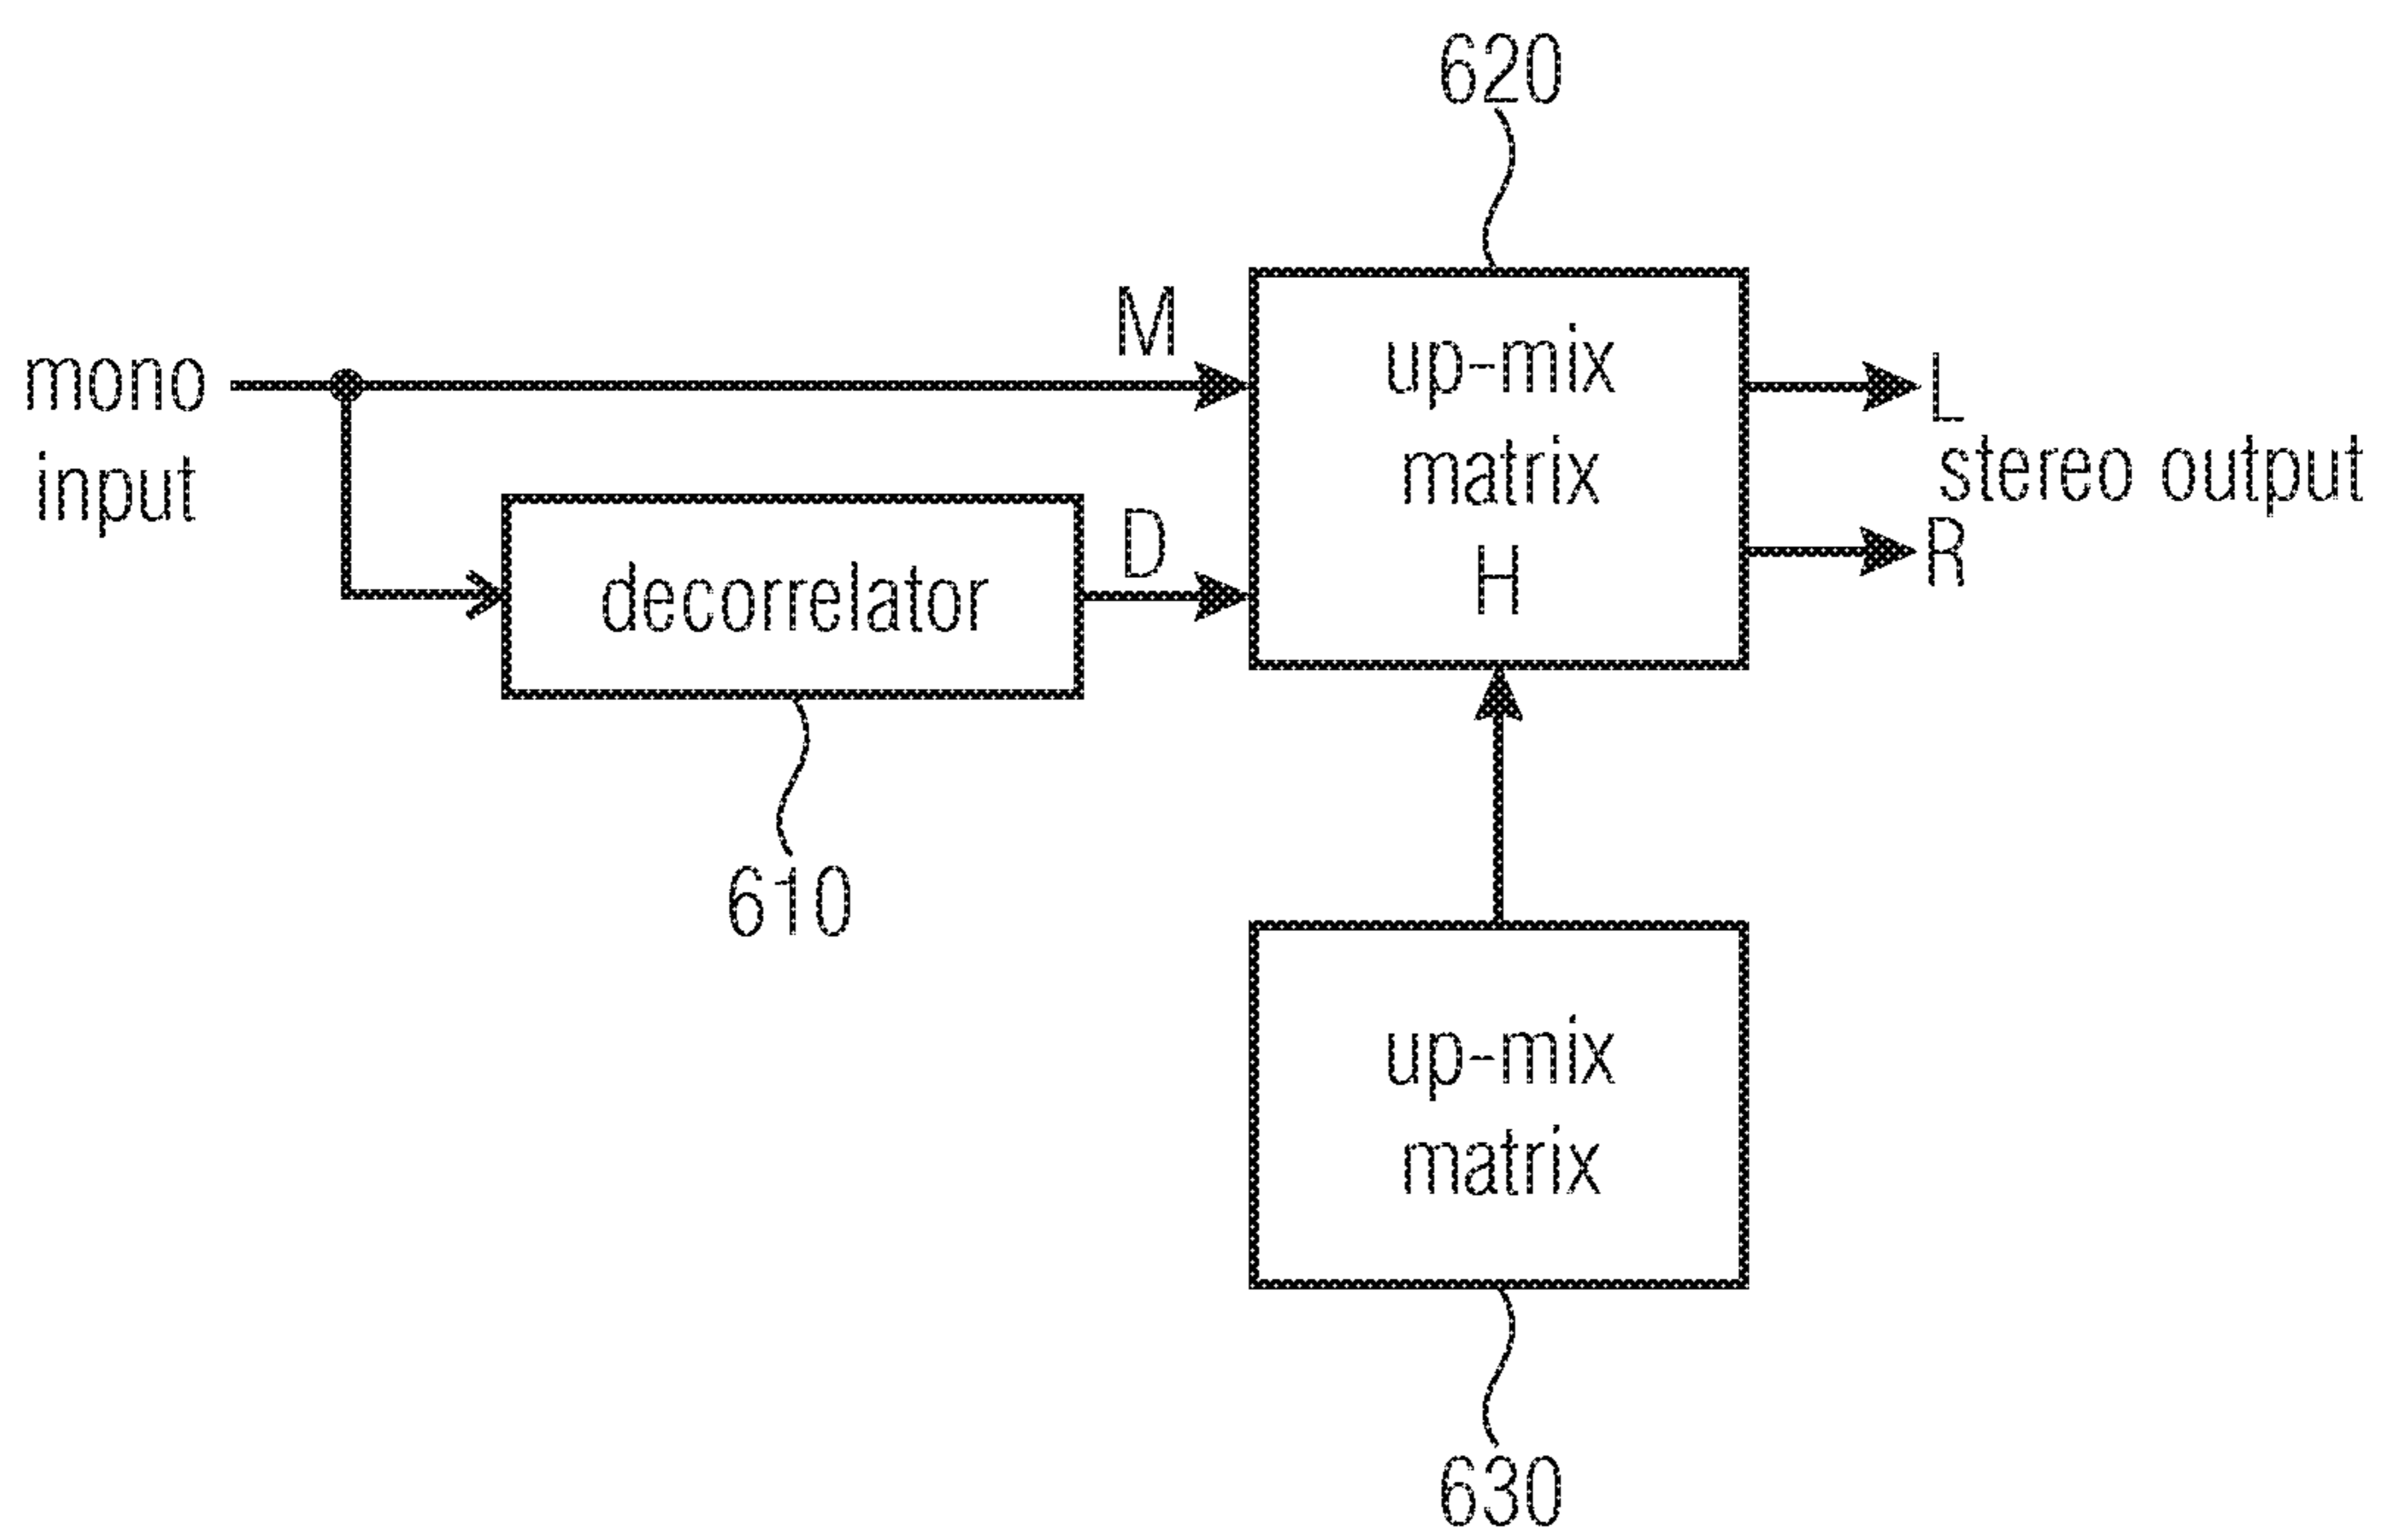 620
M
mono
input
up-mix
matrix
H
L
stereo output
R
D
decorrelator
610
up-mix
matrix
630